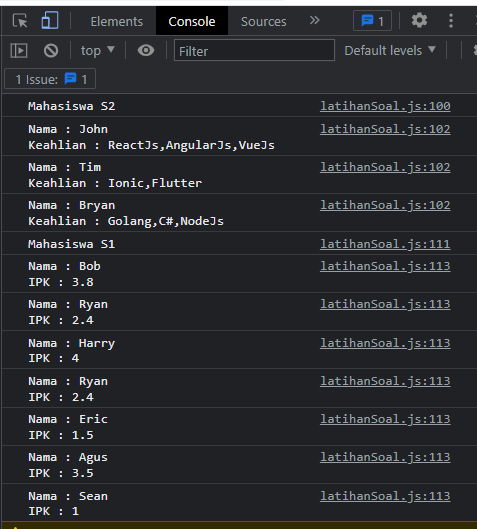 Elements Console Sources » 1
top ▼ Filter Default levels ▼
1 Issue: 1
Mahasiswa S2 latihanSoal.js:100
Nama : John latihanSoal.js:102
Keahlian : ReactJs,AngularJs,VueJs
Nama : Tim latihanSoal.js:102
Keahlian : Ionic,Flutter
Nama : Bryan latihanSoal.js:102
Keahlian : Golang,C#,NodeJs
Mahasiswa S1 latihanSoal.js:111
Nama : Bob latihanSoal.js:113
IPK : 3.8
Nama : Ryan latihanSoal.js:113
IPK : 2.4
Nama : Harry latihanSoal.js:113
IPK : 4
Nama : Ryan latihanSoal.js:113
IPK : 2.4
Nama : Eric latihanSoal.js:113
IPK : 1.5
Nama : Agus latihanSoal.js:113
IPK : 3.5
Nama : Sean latihanSoal.js:113
IPK : 1